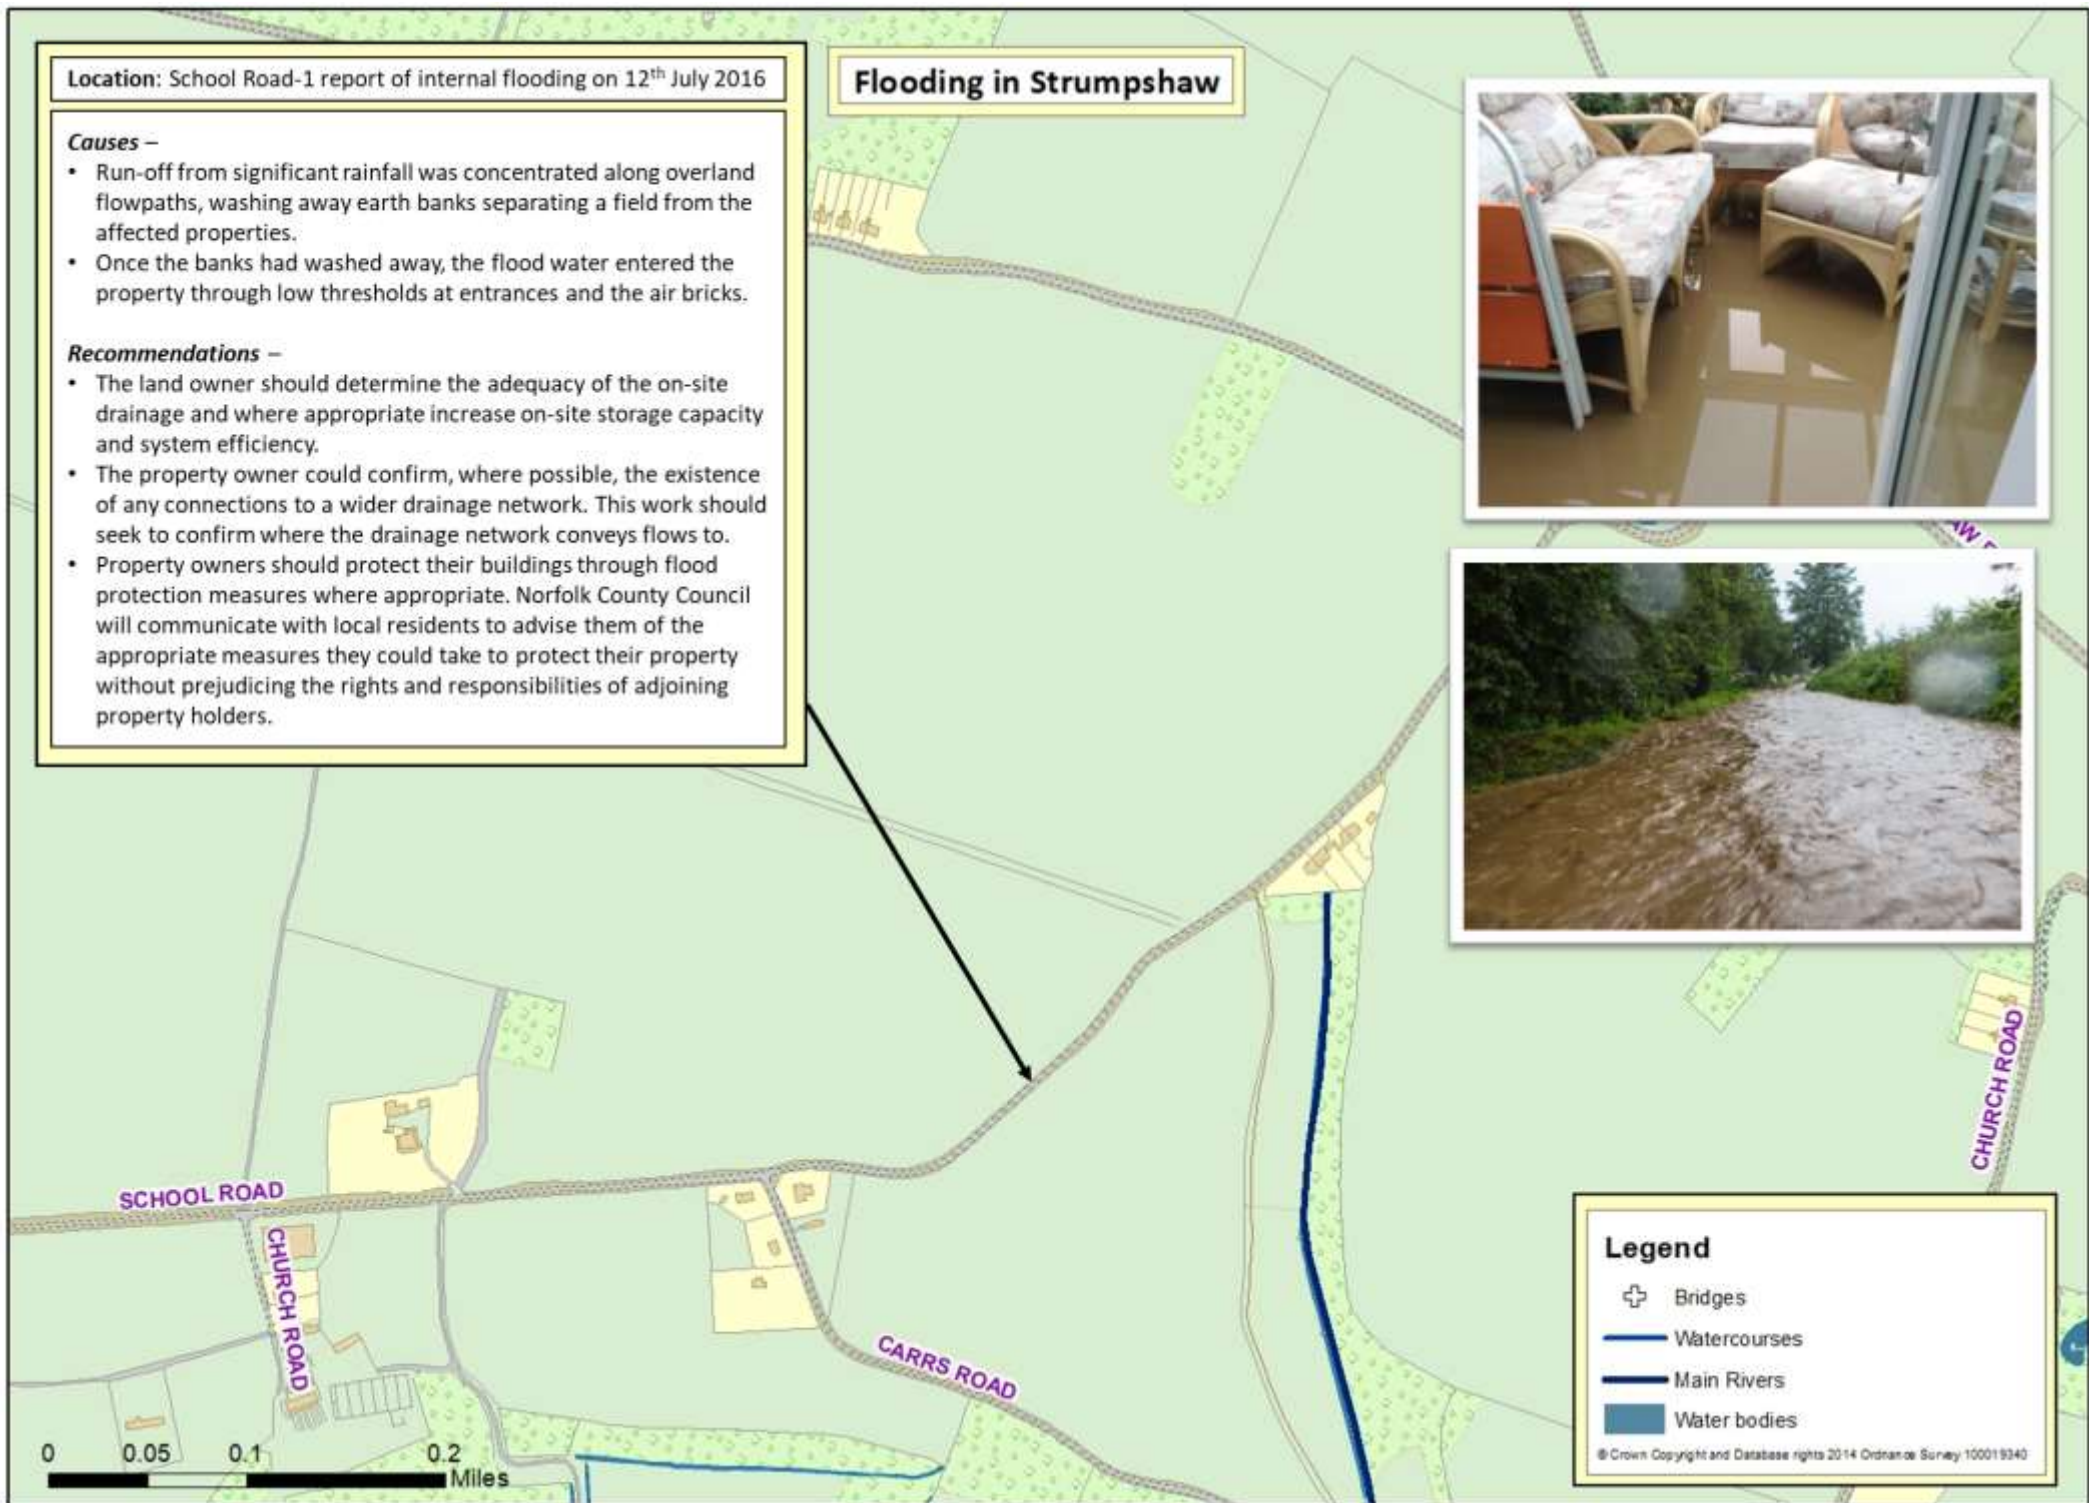 Location: School Road-1 report of internal flooding on 12th July 2016
Flooding in Strumpshaw
Causes –
• Run-off from significant rainfall was concentrated along overland
flowpaths, washing away earth banks separating a field from the
affected properties.
• Once the banks had washed away, the flood water entered the
property through low thresholds at entrances and the air bricks.
Recommendations –
• The land owner should determine the adequacy of the on-site
drainage and where appropriate increase on-site storage capacity
and system efficiency.
• The property owner could confirm, where possible, the existence
of any connections to a wider drainage network. This work should
seek to confirm where the drainage network conveys flows to.
• Property owners should protect their buildings through flood
protection measures where appropriate. Norfolk County Council
will communicate with local residents to advise them of the
appropriate measures they could take to protect their property
without prejudicing the rights and responsibilities of adjoining
property holders.
SCHOOL ROAD
CHURCH ROAD
CARRS ROAD
CHURCH ROAD
0 0.05 0.1 0.2
Miles
Legend
Bridges
Watercourses
Main Rivers
Water bodies
© Crown Copyright and Database rights 2014 Ordnance Survey 100019340